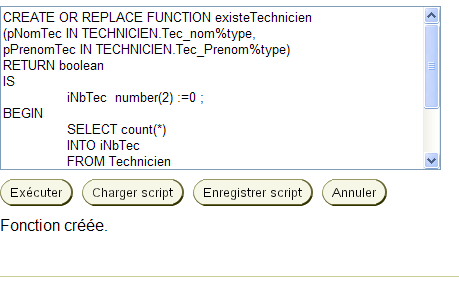 CREATE OR REPLACE FUNCTION existeTechnicien
(pNomTec IN TECHNICIEN.Tec_nom%type,
pPrenomTec IN TECHNICIEN.Tec_Prenom%type)
RETURN boolean
IS
iNbTec number(2) :=0 ;
BEGIN
SELECT count(*)
INTO iNbTec
FROM Technicien
Exécuter Charger script Enregistrer script Annuler
Fonction créée.